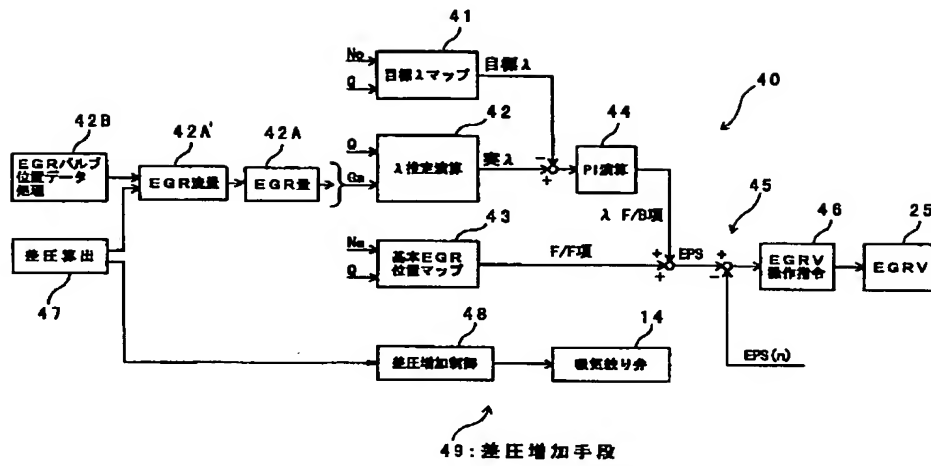 41
Ne
Q
目標λマップ
目標λ
40
42B
42A'
42A
42
44
EGRバルブ
位置データ
処理
EGR流量
EGR量
Q
Ga
λ推定演算
実λ
-
+
PI演算
λ F/B項
45
46
25
差圧算出
47
43
Ne
Q
基本EGR
位置マップ
F/F項
+
+
EPS
+
-
EGRV
操作指令
EGRV
EPS(n)
48
差圧増加制御
14
吸気絞り弁
49:差圧増加手段